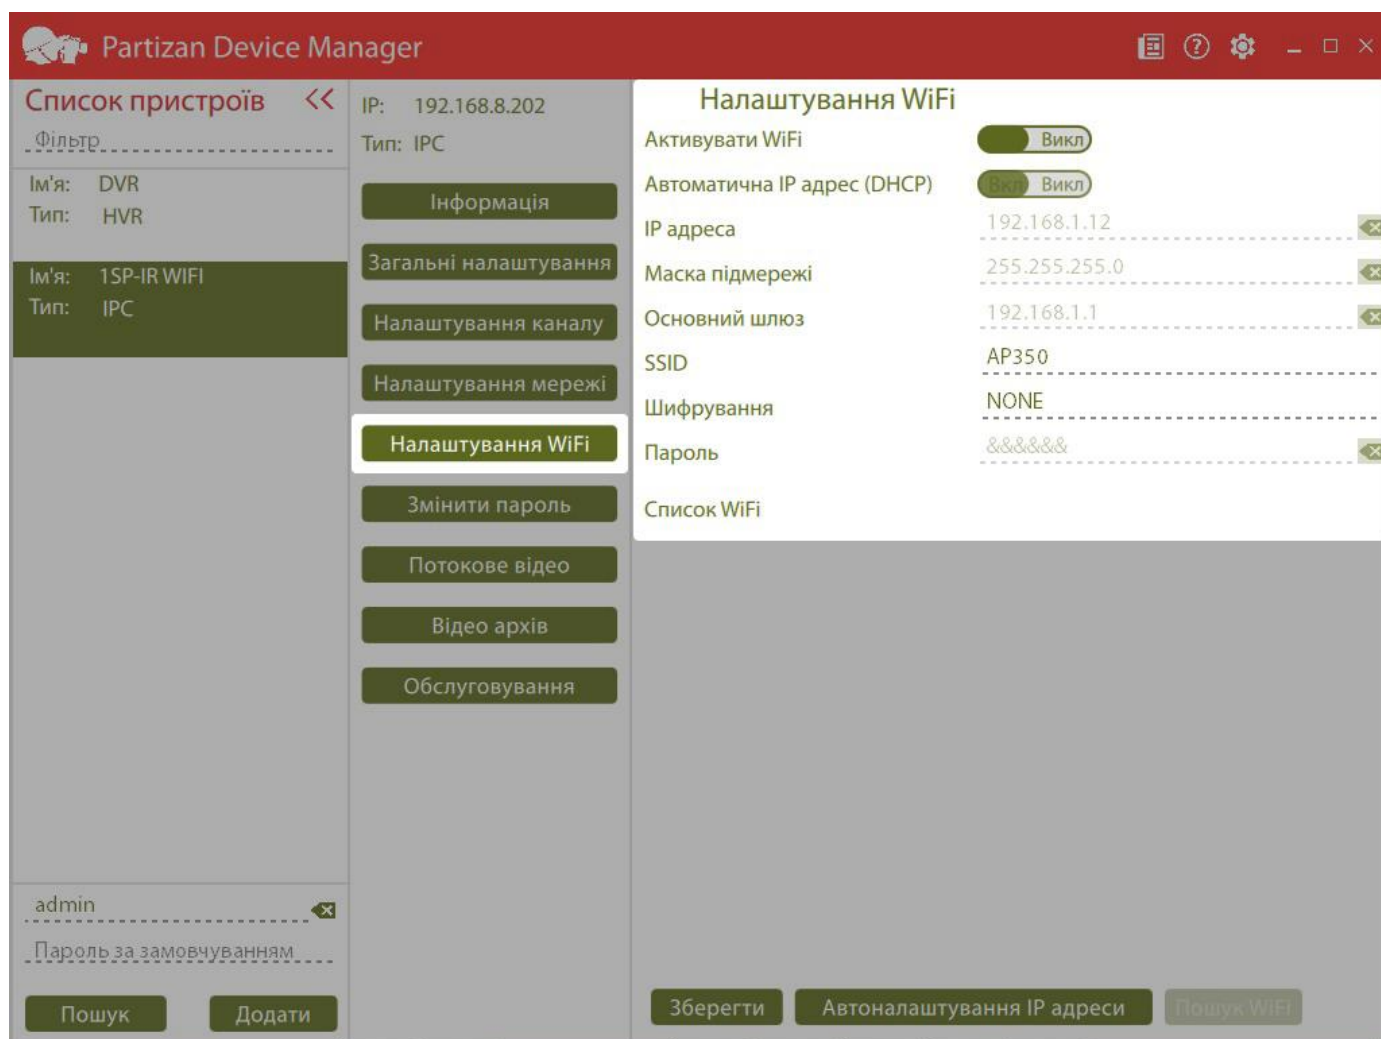 Partizan Device Manager
Список пристроїв <<
Фільтр
Ім'я: DVR
Тип: HVR
Ім'я: 1SP-IR WIFI
Тип: IPC
admin
Пароль за замовчуванням
Пошук Додати
IP: 192.168.8.202
Тип: IPC
Інформація
Загальні налаштування
Налаштування каналу
Налаштування мережі
Налаштування WiFi
Змінити пароль
Потокове відео
Відео архів
Обслуговування
Налаштування WiFi
Активувати WiFi Викл
Автоматична IP адрес (DHCP) Вкл Викл
IP адреса 192.168.1.12
Маска підмережі 255.255.255.0
Основний шлюз 192.168.1.1
SSID AP350
Шифрування NONE
Пароль &&&&&&
Список WiFi
Зберегти Автоналаштування IP адреси Пошук WiFi